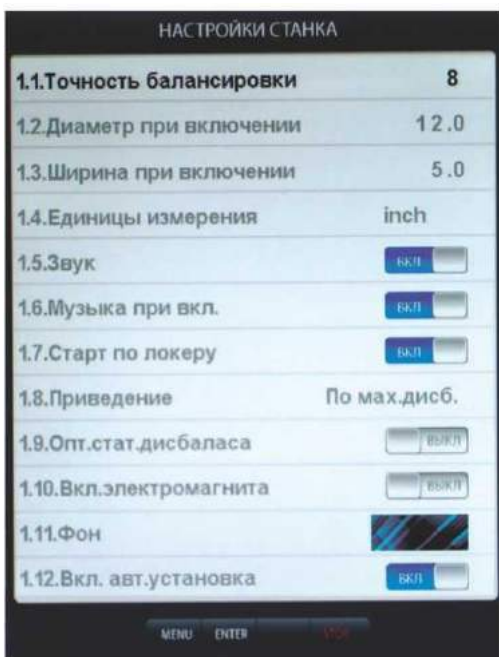 НАСТРОЙКИ СТАНКА
1.1.Точность балансировки 8
1.2.Диаметр при включении 12.0
1.3.Ширина при включении 5.0
1.4.Единицы измерения inch
1.5.Звук ВКЛ
1.6.Музыка при вкл. ВКЛ
1.7.Старт по локеру ВКЛ
1.8.Приведение По мах.дисб.
1.9.Опт.стат.дисбаласа ВЫКЛ
1.10.Вкл.электромагнита ВЫКЛ
1.11.Фон
1.12.Вкл. авт.установка ВКЛ
MENU ENTER STOP